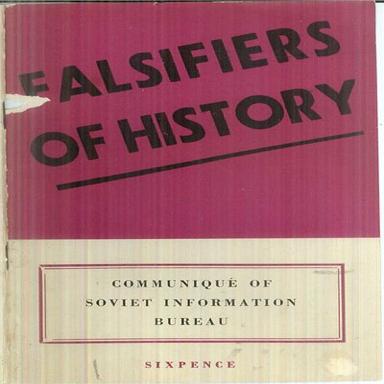 FALSIFIERS
OF HISTORY
COMMUNIQUÉ OF
SOVIET INFORMATION
BUREAU
SIXPENCE